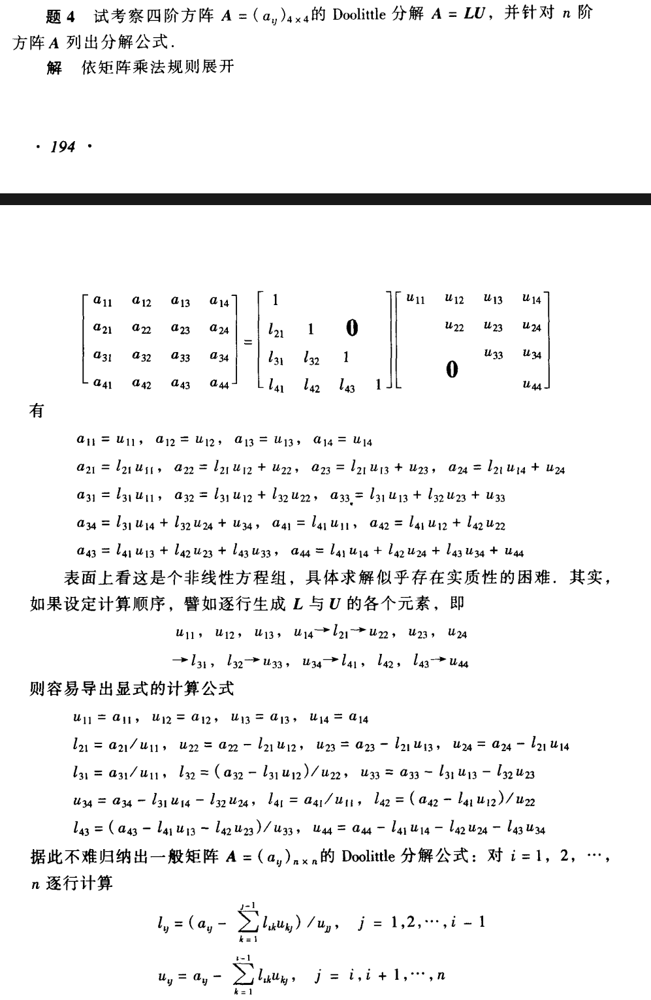 题 4 试考察四阶方阵 A = (a_{ij})_{4×4}的 Doolittle 分解 A = LU，并针对 n 阶
方阵 A 列出分解公式.
解 依矩阵乘法规则展开
· 194 ·
a_{11} a_{12} a_{13} a_{14} 1 u_{11} u_{12} u_{13} u_{14}
a_{21} a_{22} a_{23} a_{24} l_{21} 1 0 u_{22} u_{23} u_{24}
=
a_{31} a_{32} a_{33} a_{34} l_{31} l_{32} 1 u_{33} u_{34}
0
a_{41} a_{42} a_{43} a_{44} l_{41} l_{42} l_{43} 1 u_{44}
有
a_{11} = u_{11}， a_{12} = u_{12}， a_{13} = u_{13}， a_{14} = u_{14}
a_{21} = l_{21}u_{11}， a_{22} = l_{21}u_{12} + u_{22}， a_{23} = l_{21}u_{13} + u_{23}， a_{24} = l_{21}u_{14} + u_{24}
a_{31} = l_{31}u_{11}， a_{32} = l_{31}u_{12} + l_{32}u_{22}， a_{33} = l_{31}u_{13} + l_{32}u_{23} + u_{33}
a_{34} = l_{31}u_{14} + l_{32}u_{24} + u_{34}， a_{41} = l_{41}u_{11}， a_{42} = l_{41}u_{12} + l_{42}u_{22}
a_{43} = l_{41}u_{13} + l_{42}u_{23} + l_{43}u_{33}， a_{44} = l_{41}u_{14} + l_{42}u_{24} + l_{43}u_{34} + u_{44}
表面上看这是个非线性方程组，具体求解似乎存在实质性的困难. 其实，
如果设定计算顺序，譬如逐行生成 L 与 U 的各个元素，即
u_{11}， u_{12}， u_{13}， u_{14}→l_{21}→u_{22}， u_{23}， u_{24}
→l_{31}， l_{32}→u_{33}， u_{34}→l_{41}， l_{42}， l_{43}→u_{44}
则容易导出显式的计算公式
u_{11} = a_{11}， u_{12} = a_{12}， u_{13} = a_{13}， u_{14} = a_{14}
l_{21} = a_{21}/u_{11}， u_{22} = a_{22} − l_{21}u_{12}， u_{23} = a_{23} − l_{21}u_{13}， u_{24} = a_{24} − l_{21}u_{14}
l_{31} = a_{31}/u_{11}， l_{32} = (a_{32} − l_{31}u_{12})/u_{22}， u_{33} = a_{33} − l_{31}u_{13} − l_{32}u_{23}
u_{34} = a_{34} − l_{31}u_{14} − l_{32}u_{24}， l_{41} = a_{41}/u_{11}， l_{42} = (a_{42} − l_{41}u_{12})/u_{22}
l_{43} = (a_{43} − l_{41}u_{13} − l_{42}u_{23})/u_{33}， u_{44} = a_{44} − l_{41}u_{14} − l_{42}u_{24} − l_{43}u_{34}
据此不难归纳出一般矩阵 A = (a_{ij})_{n×n}的 Doolittle 分解公式：对 i = 1，2，…，
n 逐行计算
l_{ij} = (a_{ij} − \sum_{k=1}^{j−1} l_{ik}u_{kj}) / u_{jj}， j = 1,2,…,i − 1
u_{ij} = a_{ij} − \sum_{k=1}^{i−1} l_{ik}u_{kj}， j = i,i + 1,…,n